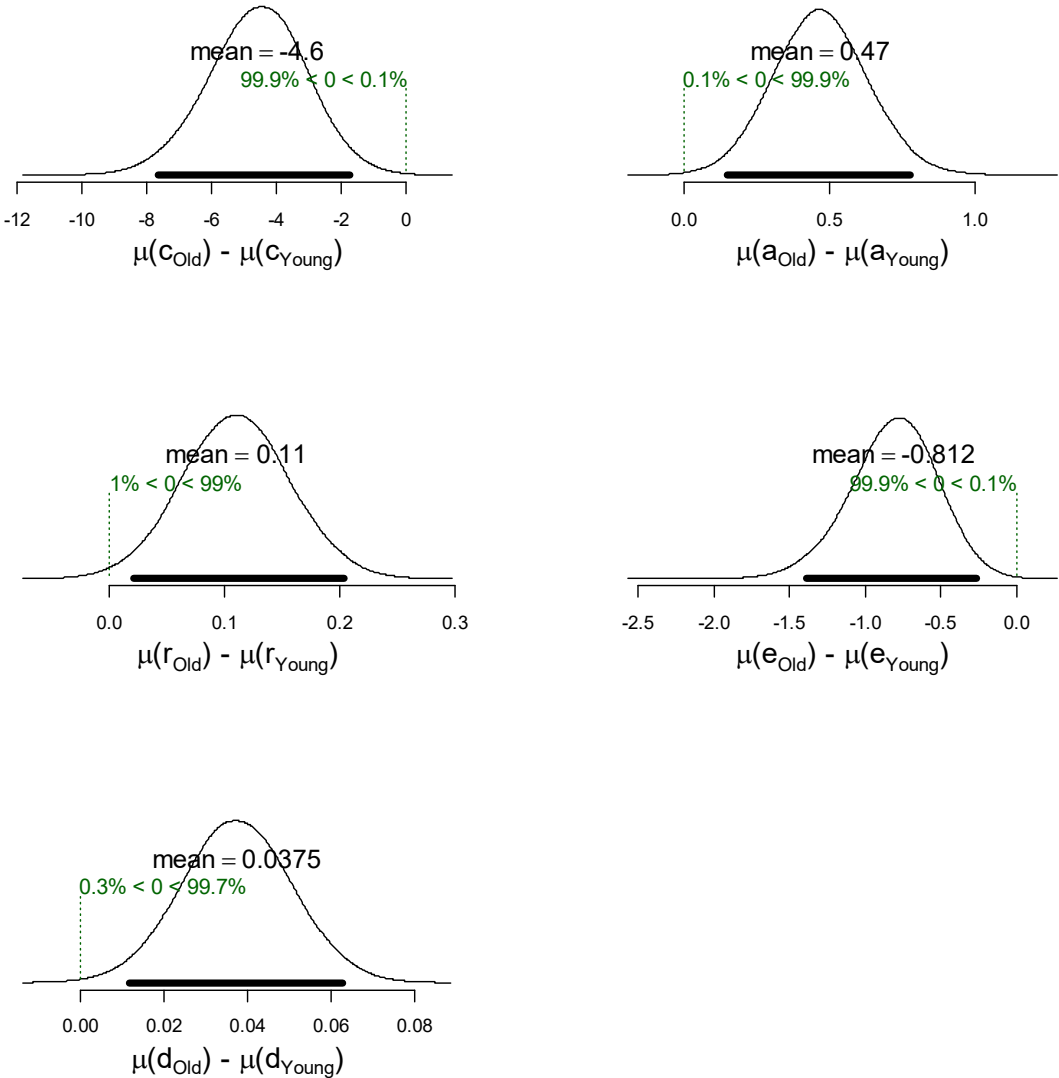 mean = -4.6
99.9% < 0 < 0.1%
-12 -10 -8 -6 -4 -2 0
μ(c_Old) - μ(c_Young)
mean = 0.47
0.1% < 0 < 99.9%
0.0 0.5 1.0
μ(a_Old) - μ(a_Young)
mean = 0.11
1% < 0 < 99%
0.0 0.1 0.2 0.3
μ(r_Old) - μ(r_Young)
mean = -0.812
99.9% < 0 < 0.1%
-2.5 -2.0 -1.5 -1.0 -0.5 0.0
μ(e_Old) - μ(e_Young)
mean = 0.0375
0.3% < 0 < 99.7%
0.00 0.02 0.04 0.06 0.08
μ(d_Old) - μ(d_Young)